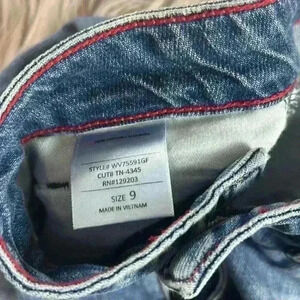 STYLE# WV75591GF
CUT# TN-4345
RN#129203
SIZE 9
MADE IN VIETNAM